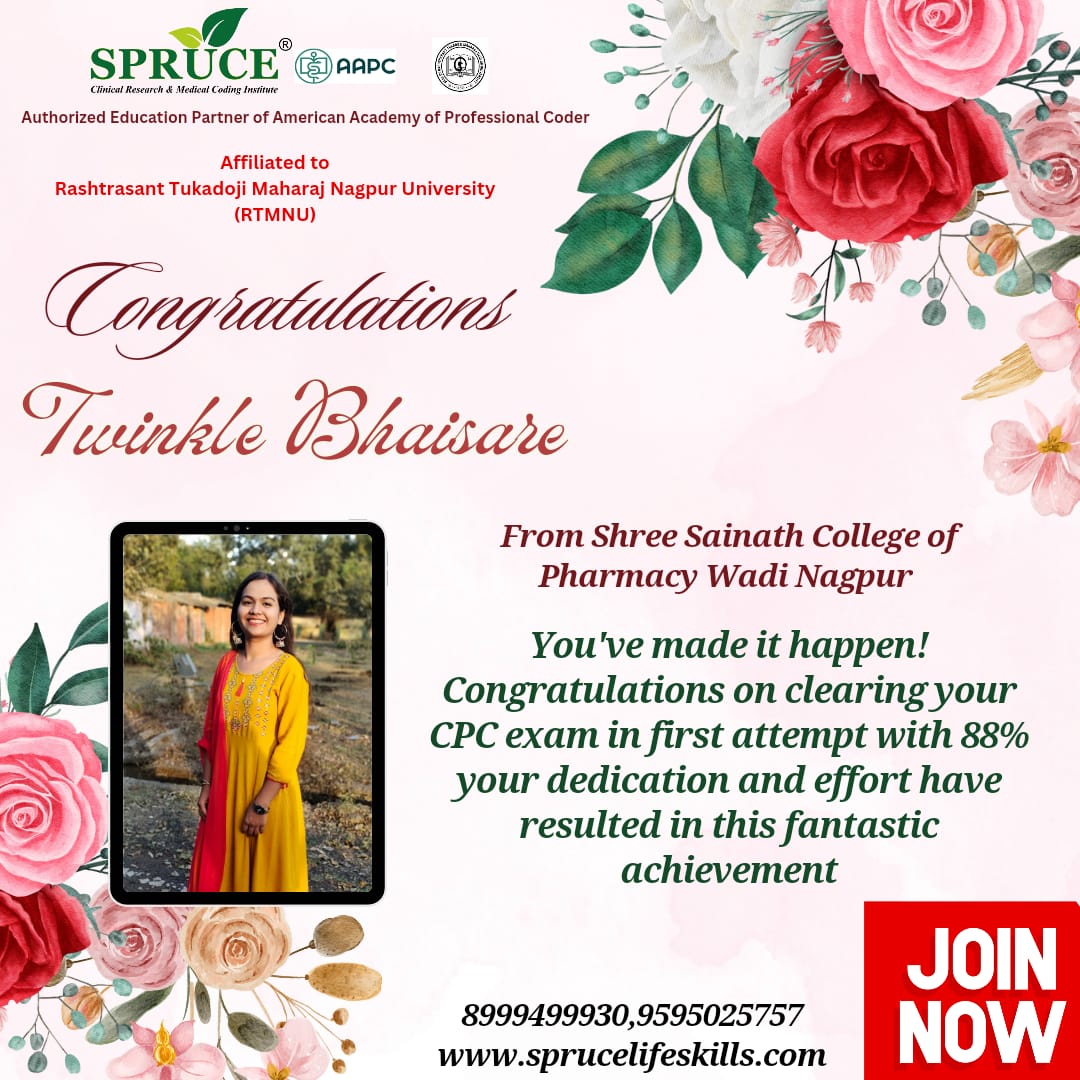 SPRUCE®
Clinical Research & Medical Coding Institute
AAPC
Authorized Education Partner of American Academy of Professional Coder
Affiliated to
Rashtrasant Tukadoji Maharaj Nagpur University
(RTMNU)
Congratulations
Twinkle Bhaisare
From Shree Sainath College of
Pharmacy Wadi Nagpur
You've made it happen!
Congratulations on clearing your
CPC exam in first attempt with 88%
your dedication and effort have
resulted in this fantastic
achievement
8999499930,9595025757
www.sprucelifeskills.com
JOIN
NOW